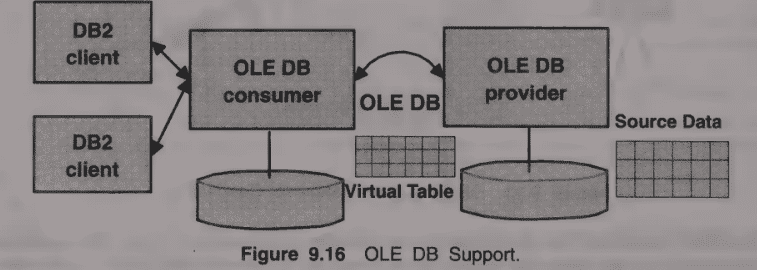 DB2
client
OLE DB
consumer
OLE DB
OLE DB
provider
Source Data
DB2
client
Virtual Table
Figure 9.16 OLE DB Support.